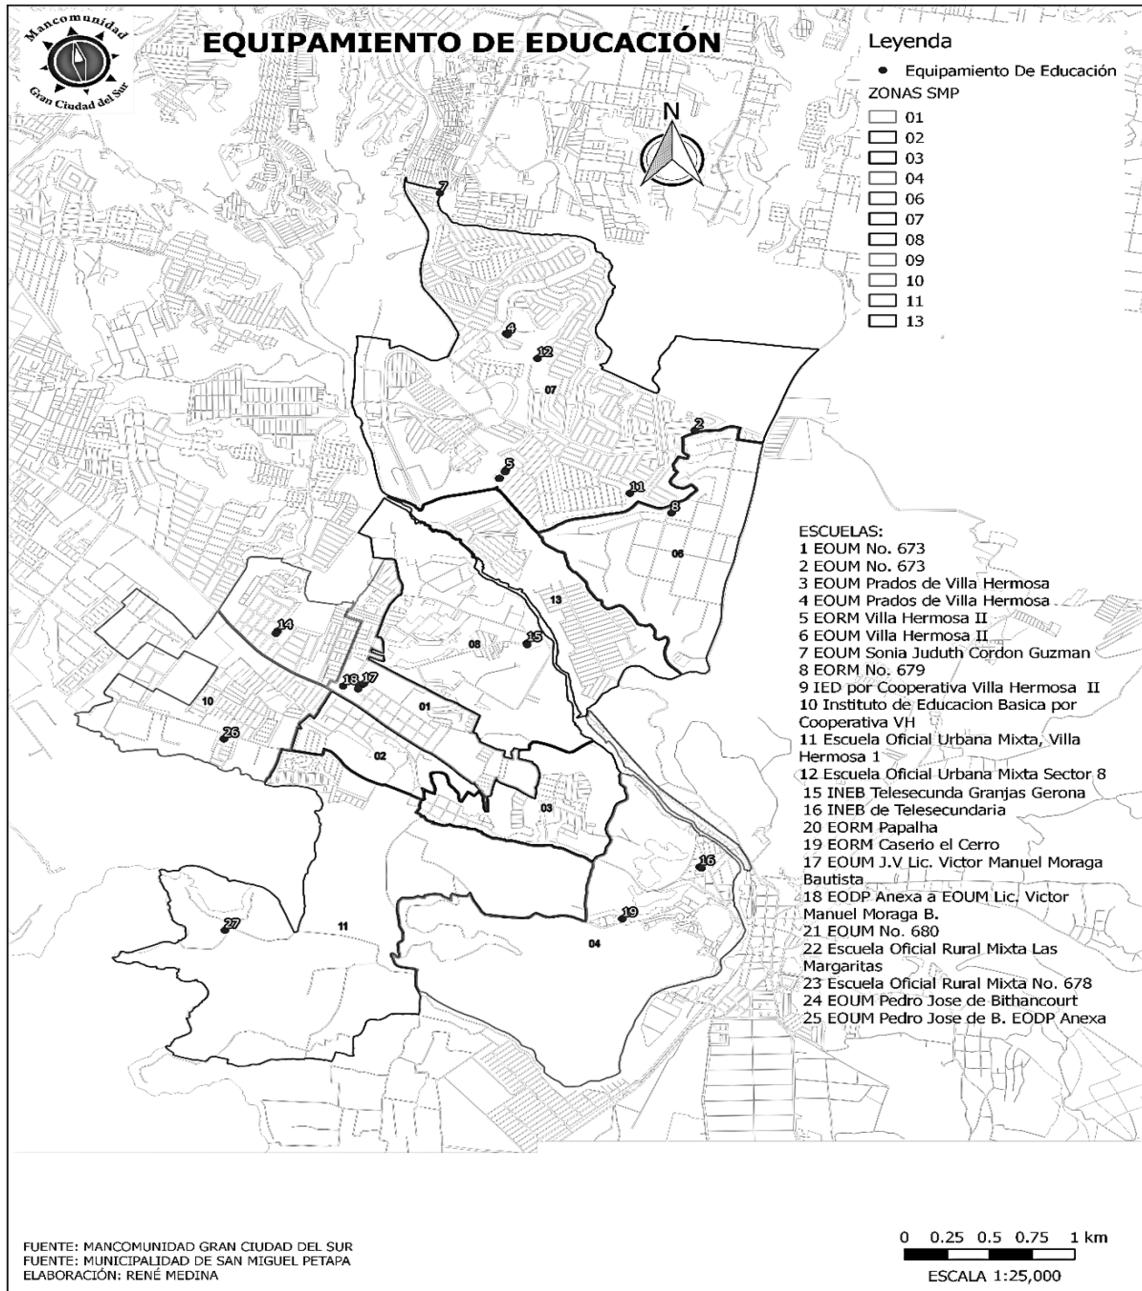 Mancomunidad
Gran Ciudad del Sur
EQUIPAMIENTO DE EDUCACIÓN
Leyenda
Equipamiento De Educación
ZONAS SMP
01
02
03
04
06
07
08
09
10
11
13
N
7
4
12
07
2
5
11
8
06
13
14
15
08
17
18
01
10
26
02
03
16
19
27
11
04
ESCUELAS:
1 EOUM No. 673
2 EOUM No. 673
3 EOUM Prados de Villa Hermosa
4 EOUM Prados de Villa Hermosa
5 EORM Villa Hermosa II
6 EOUM Villa Hermosa II
7 EOUM Sonia Juduth Cordon Guzman
8 EORM No. 679
9 IED por Cooperativa Villa Hermosa II
10 Instituto de Educacion Basica por
Cooperativa VH
11 Escuela Oficial Urbana Mixta, Villa
Hermosa 1
12 Escuela Oficial Urbana Mixta Sector 8
15 INEB Telesecunda Granjas Gerona
16 INEB de Telesecundaria
20 EORM Papalha
19 EORM Caserio el Cerro
17 EOUM J.V Lic. Victor Manuel Moraga
Bautista
18 EODP Anexa a EOUM Lic. Victor
Manuel Moraga B.
21 EOUM No. 680
22 Escuela Oficial Rural Mixta Las
Margaritas
23 Escuela Oficial Rural Mixta No. 678
24 EOUM Pedro Jose de Bithancourt
25 EOUM Pedro Jose de B. EODP Anexa
FUENTE: MANCOMUNIDAD GRAN CIUDAD DEL SUR
FUENTE: MUNICIPALIDAD DE SAN MIGUEL PETAPA
ELABORACIÓN: RENÉ MEDINA
0 0.25 0.5 0.75 1 km
ESCALA 1:25,000